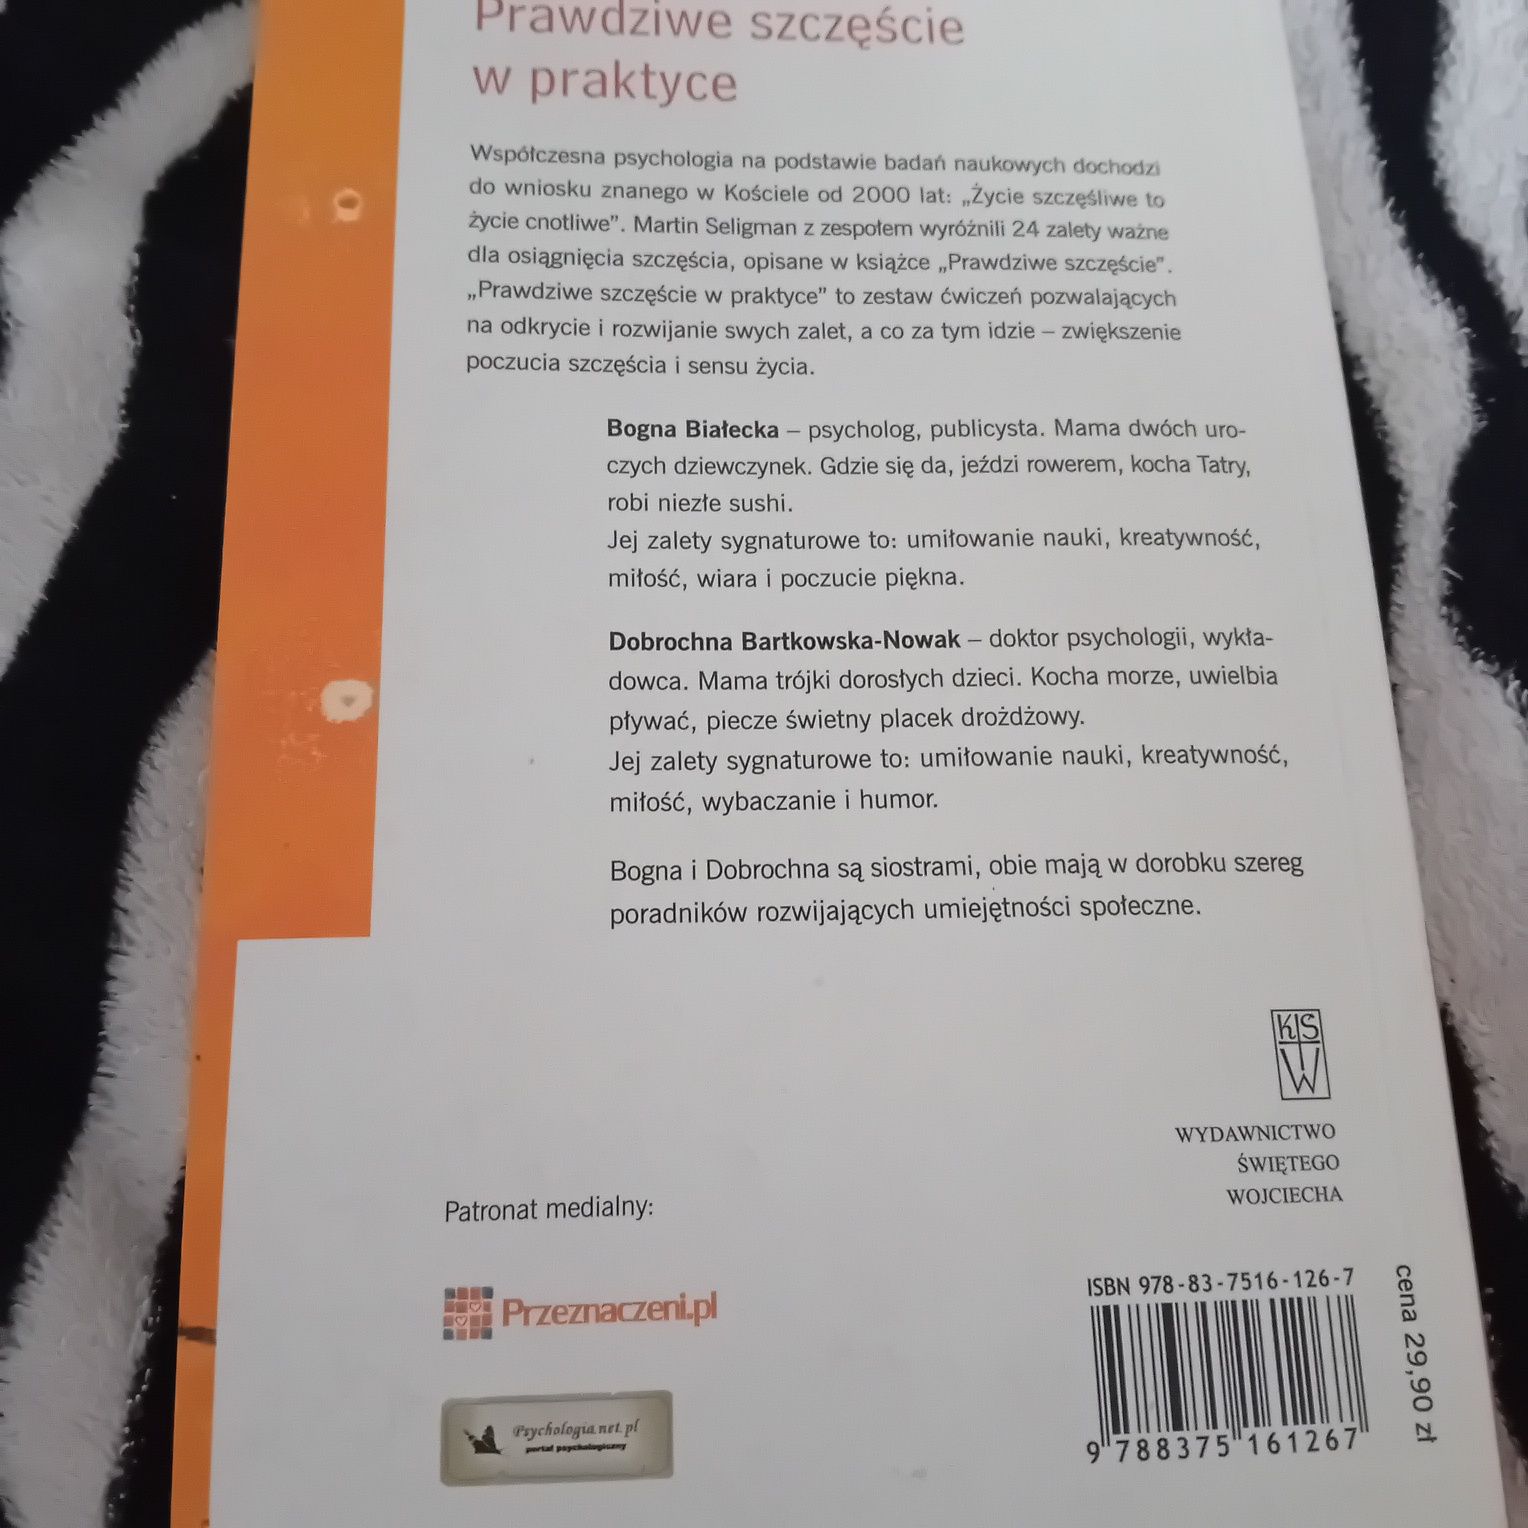 Prawdziwe szczęście
w praktyce
Współczesna psychologia na podstawie badań naukowych dochodzi
do wniosku znanego w Kościele od 2000 lat: „Życie szczęśliwe to
życie cnotliwe”. Martin Seligman z zespołem wyróżnili 24 zalety ważne
dla osiągnięcia szczęścia, opisane w książce „Prawdziwe szczęście”.
„Prawdziwe szczęście w praktyce” to zestaw ćwiczeń pozwalających
na odkrycie i rozwijanie swych zalet, a co za tym idzie – zwiększenie
poczucia szczęścia i sensu życia.
Bogna Białecka – psycholog, publicysta. Mama dwóch uro-
czych dziewczynek. Gdzie się da, jeździ rowerem, kocha Tatry,
robi niezłe sushi.
Jej zalety sygnaturowe to: umiłowanie nauki, kreatywność,
miłość, wiara i poczucie piękna.
Dobrochna Bartkowska-Nowak – doktor psychologii, wykła-
dowca. Mama trójki dorosłych dzieci. Kocha morze, uwielbia
pływać, piecze świetny placek drożdżowy.
Jej zalety sygnaturowe to: umiłowanie nauki, kreatywność,
miłość, wybaczanie i humor.
Bogna i Dobrochna są siostrami, obie mają w dorobku szereg
poradników rozwijających umiejętności społeczne.
KS
W
WYDAWNICTWO
ŚWIĘTEGO
WOJCIECHA
Patronat medialny:
Przeznaczeni.pl
Psychologia.net.pl
portal psychologiczny
ISBN 978-83-7516-126-7
9 788375 161267
cena 29,90 zł